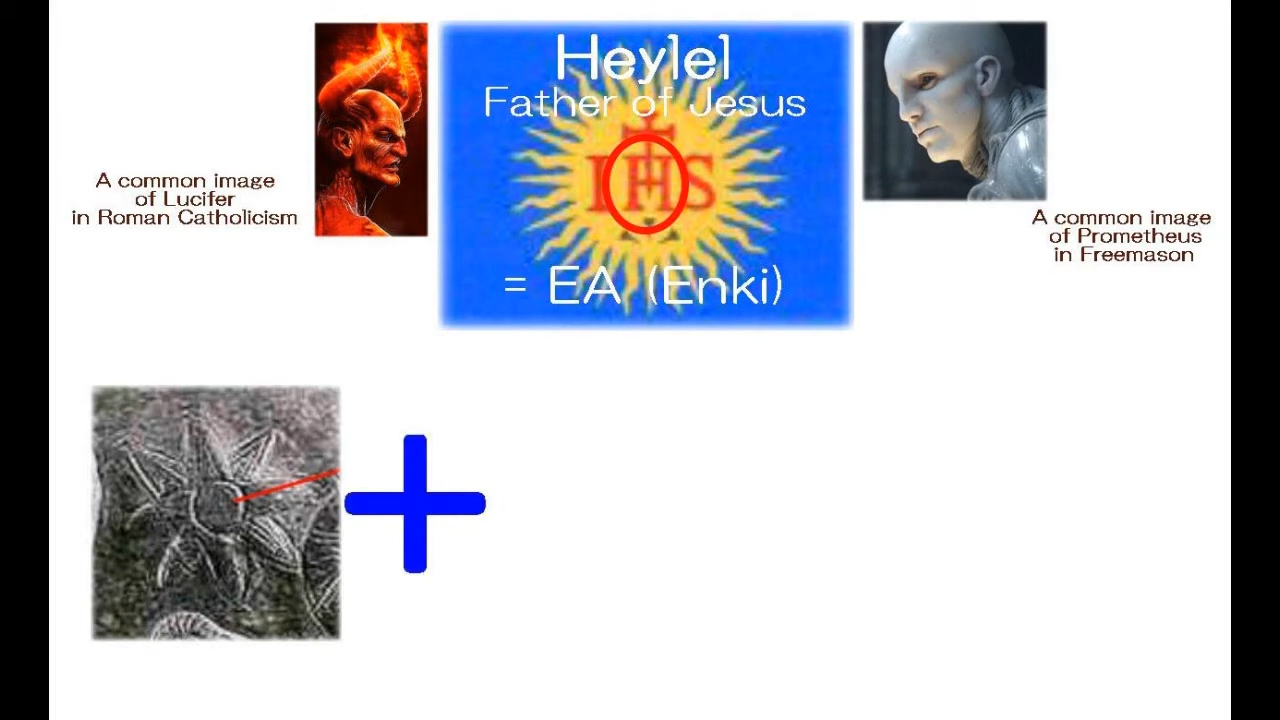 Heylel
Father of Jesus
IHS
= EA (Enki)
A common image
of Lucifer
in Roman Catholicism
A common image
of Prometheus
in Freemason